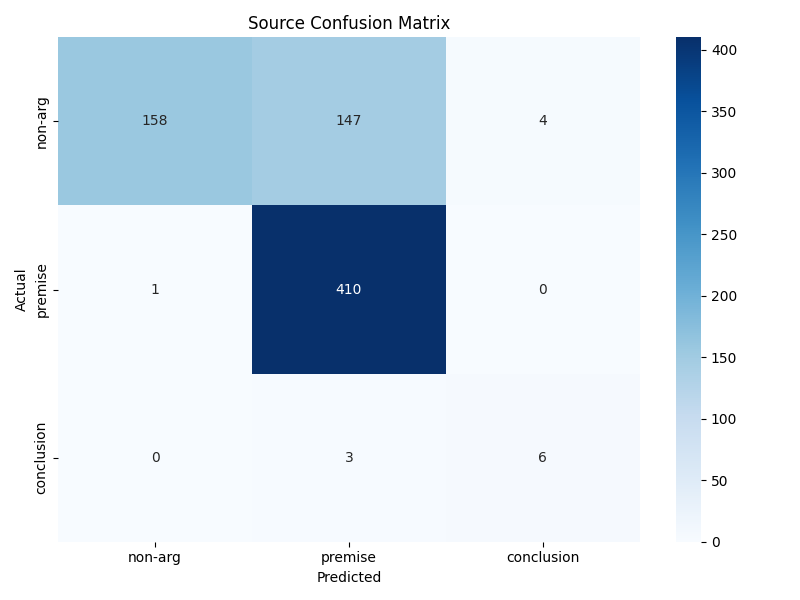 Source Confusion Matrix
Actual
non-arg
premise
conclusion
158 147 4
1 410 0
0 3 6
non-arg premise conclusion
Predicted
400
350
300
250
200
150
100
50
0